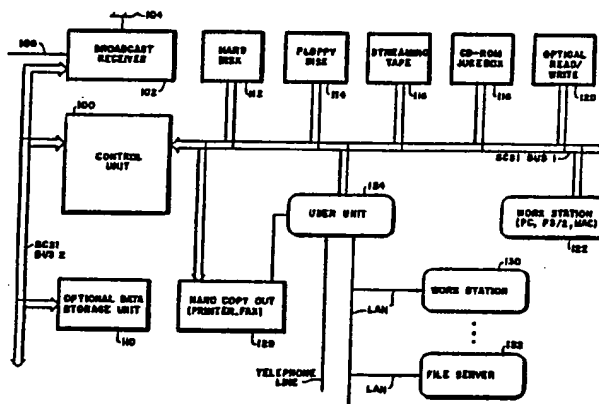 104
BROADCAST
RECEIVER
102
HARD
DISK
112
FLOPPY
DISK
114
STREAMING
TAPE
116
CD-ROM
JUKEBOX
118
OPTICAL
READ/
WRITE
120
100
CONTROL
UNIT
SCSI BUS 1
USER UNIT
WORK STATION
(PC, PS/2, MAC)
122
SCSI
BUS 2
OPTIONAL DATA
STORAGE UNIT
110
HARD COPY OUT
(PRINTER, FAX)
LAN
130
WORK STATION
TELEPHONE
LINE
LAN
132
FILE SERVER